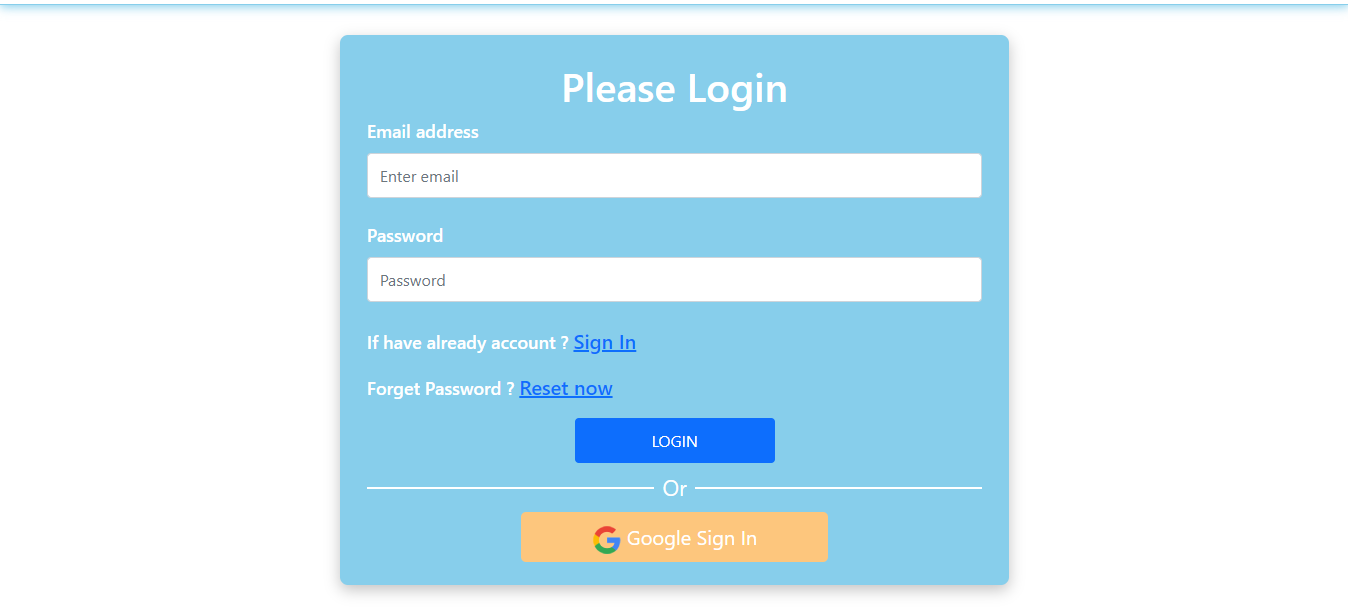 Please Login
Email address
Enter email
Password
Password
If have already account ? Sign In
Forget Password ? Reset now
LOGIN
Or
Google Sign In